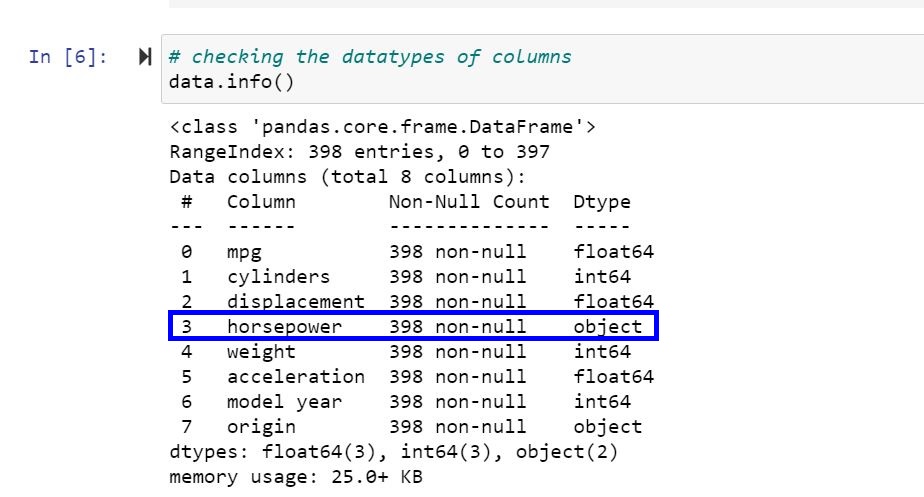 In [6]: # checking the datatypes of columns
data.info()
<class 'pandas.core.frame.DataFrame'>
RangeIndex: 398 entries, 0 to 397
Data columns (total 8 columns):
 #   Column        Non-Null Count  Dtype
---  ------        --------------  -----
 0   mpg           398 non-null    float64
 1   cylinders     398 non-null    int64
 2   displacement  398 non-null    float64
 3   horsepower    398 non-null    object
 4   weight        398 non-null    int64
 5   acceleration  398 non-null    float64
 6   model year    398 non-null    int64
 7   origin        398 non-null    object
dtypes: float64(3), int64(3), object(2)
memory usage: 25.0+ KB